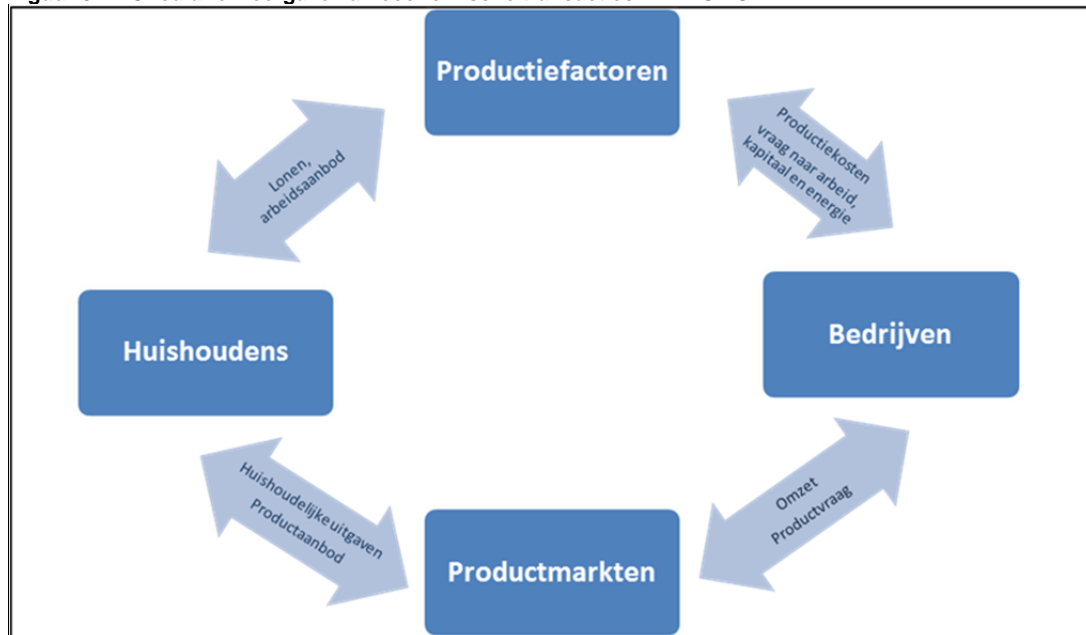 Productiefactoren
Lonen,
arbeidsaanbod
Productiekosten
vraag naar arbeid,
kapitaal en energie
Huishoudens
Bedrijven
Huishoudelijke uitgaven
Productaanbod
Omzet
Productvraag
Productmarkten